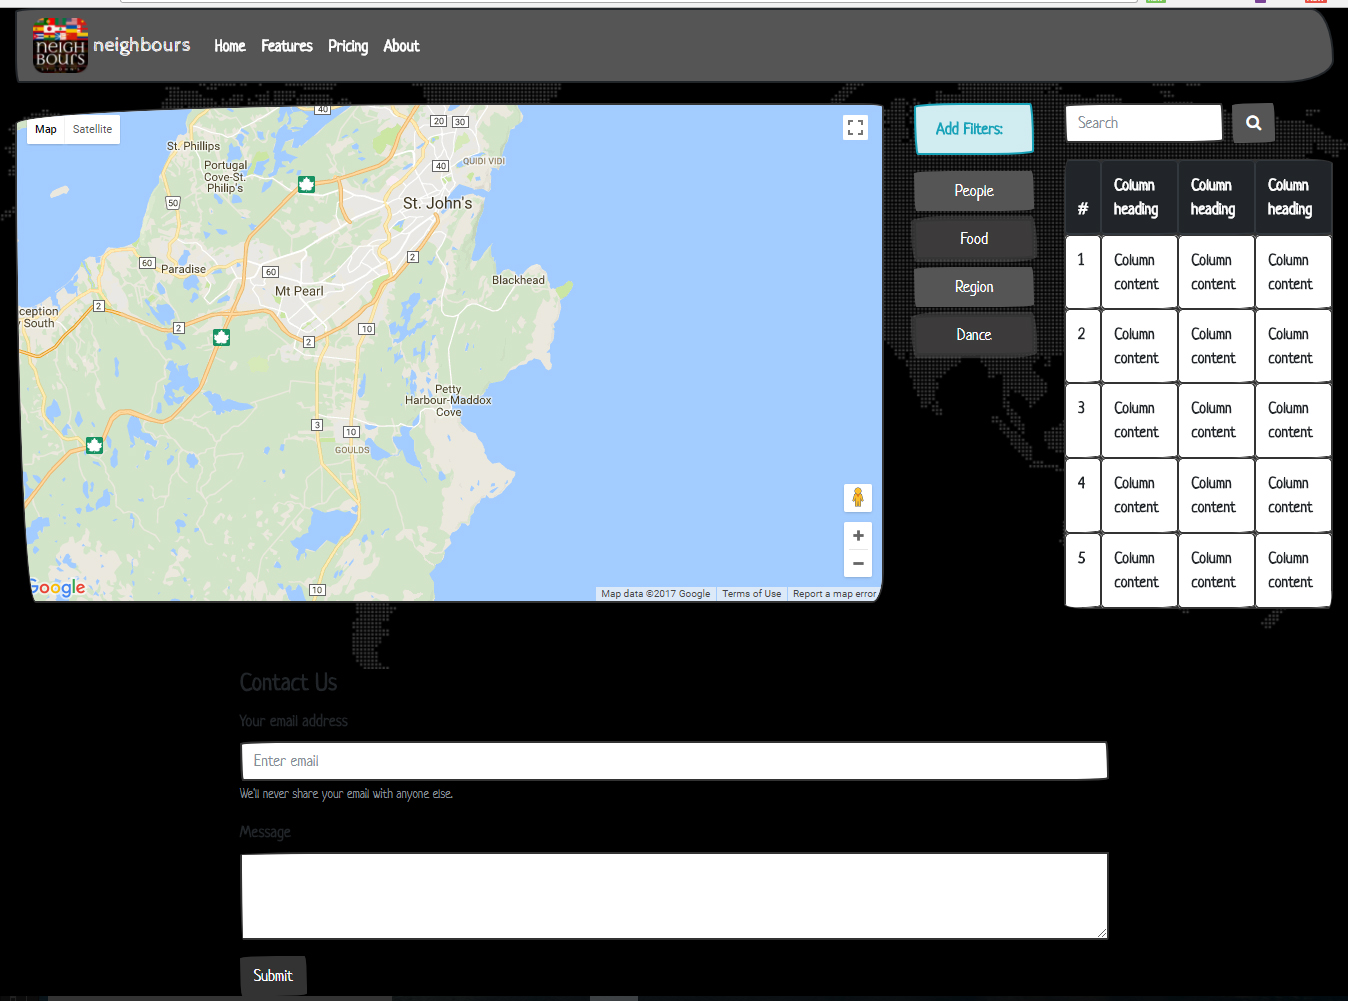 NEIGH
BOURS
neighbours
Home
Features
Pricing
About
Map
Satellite
40
20
30
St. Phillips
Portugal
Cove-St.
Philip's
QUIDI VIDI
40
50
St. John's
2
60
Paradise
60
Mt Pearl
Blackhead
ception
y South
2
2
10
2
Petty
Harbour-Maddox
Cove
3
10
GOULDS
10
Google
Map data ©2017 Google
Terms of Use
Report a map error
Add Filters:
People
Food
Region
Dance
Search
# Column heading Column heading Column heading
1 Column content Column content Column content
2 Column content Column content Column content
3 Column content Column content Column content
4 Column content Column content Column content
5 Column content Column content Column content
Contact Us
Your email address
Enter email
We'll never share your email with anyone else.
Message
Submit